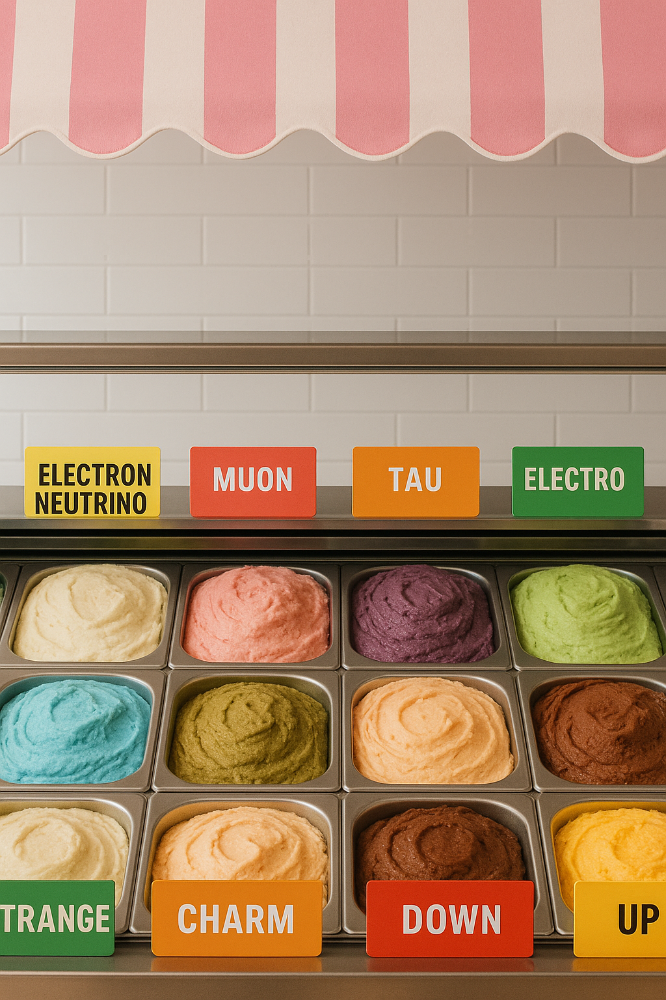 ELECTRON
NEUTRINO
MUON
TAU
ELECTRO
TRANGE
CHARM
DOWN
UP